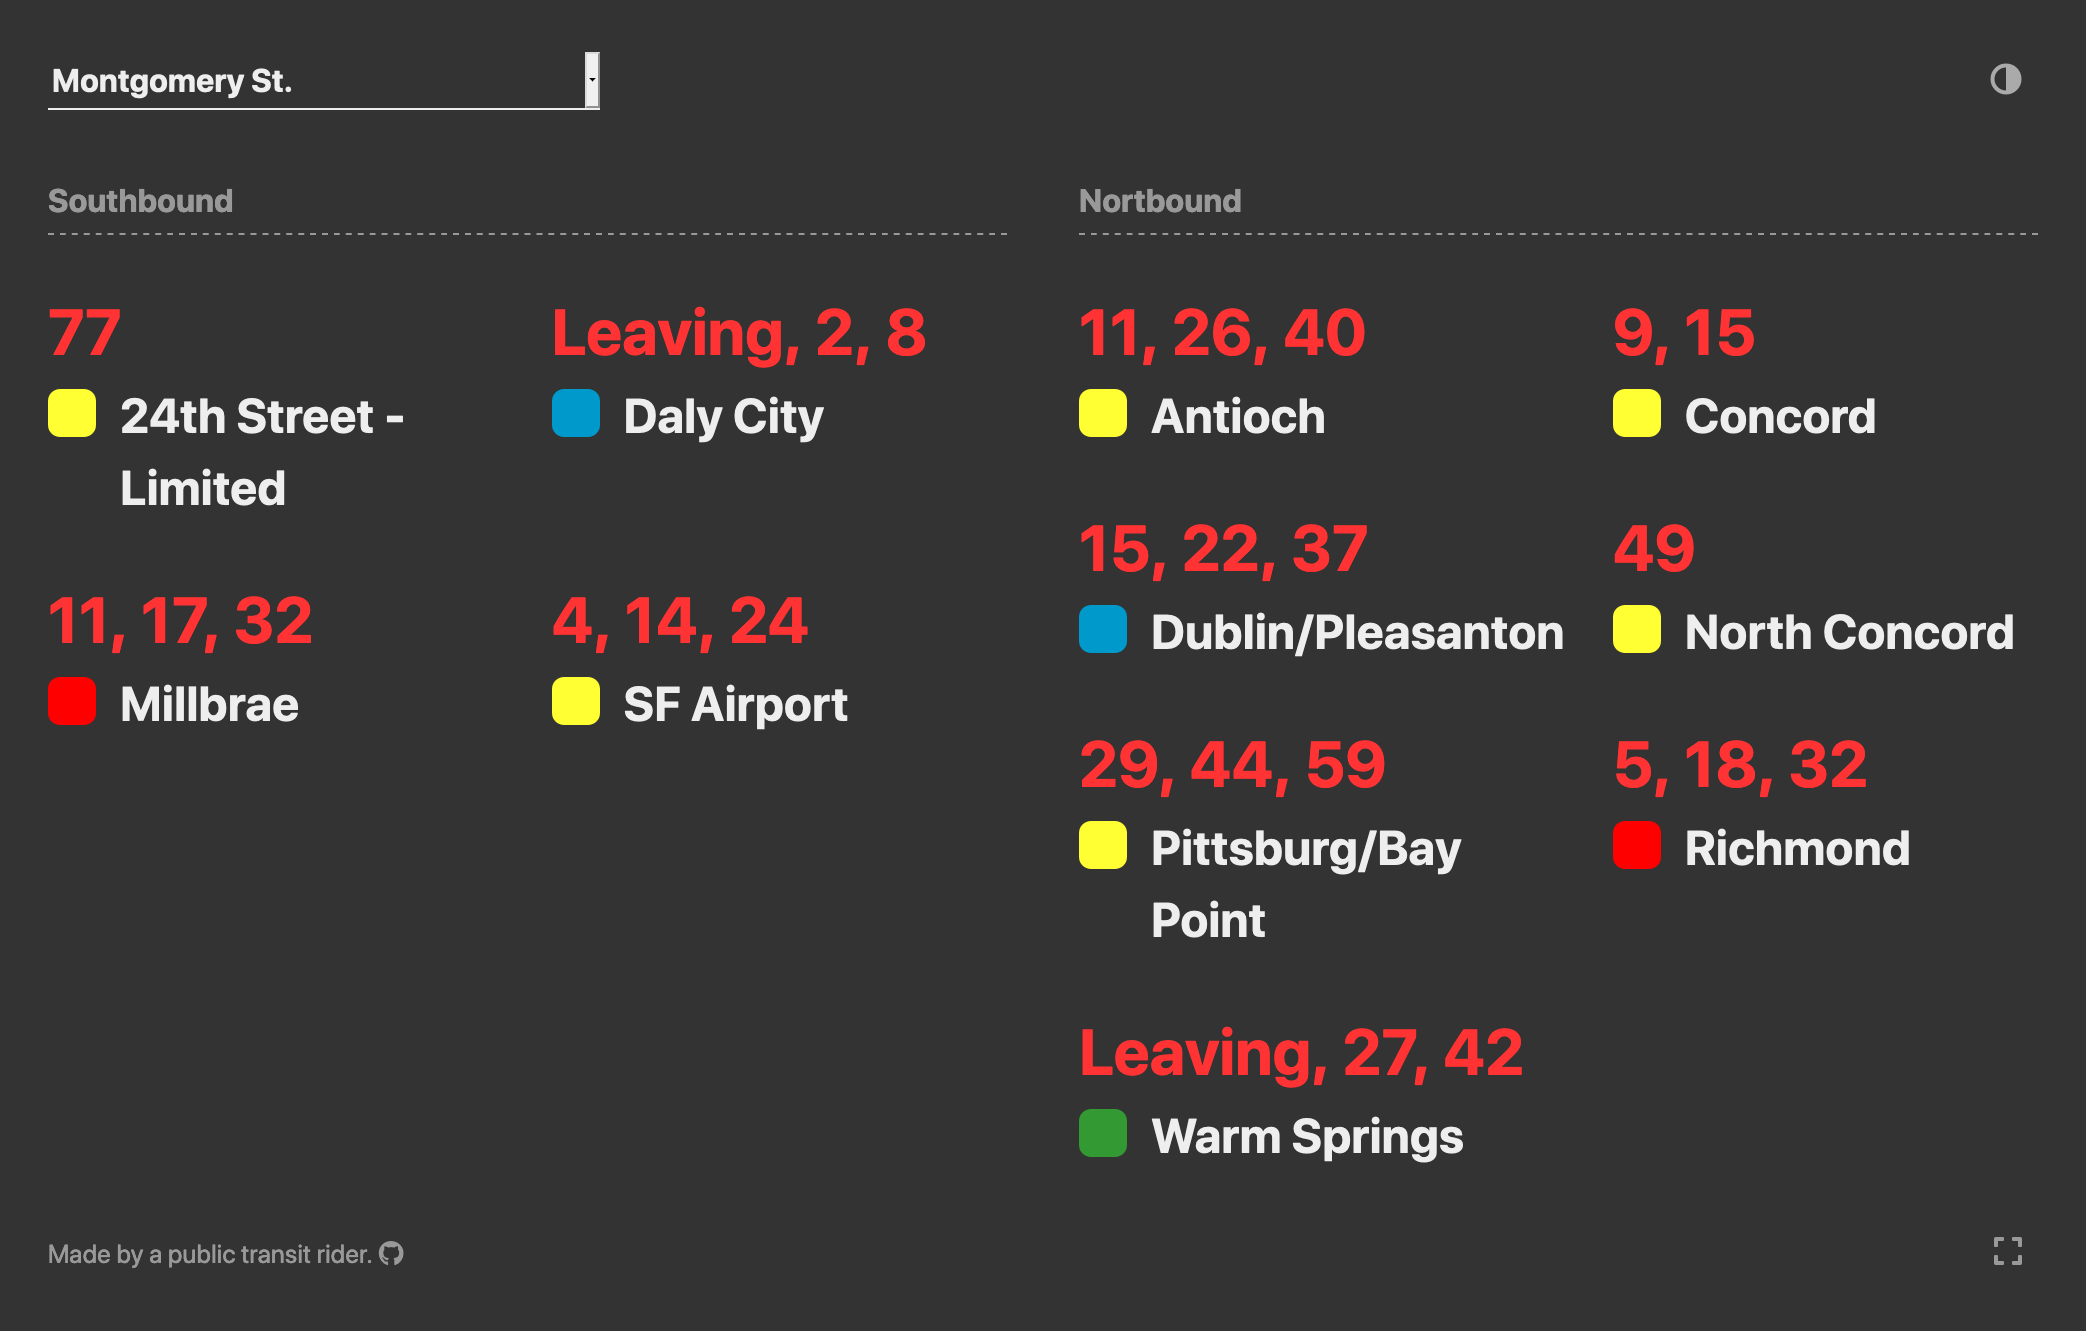 Montgomery St.
Southbound
77
24th Street -
Limited
Leaving, 2, 8
Daly City
11, 17, 32
Millbrae
4, 14, 24
SF Airport
Nortbound
11, 26, 40
Antioch
9, 15
Concord
15, 22, 37
Dublin/Pleasanton
49
North Concord
29, 44, 59
Pittsburg/Bay
Point
5, 18, 32
Richmond
Leaving, 27, 42
Warm Springs
Made by a public transit rider.